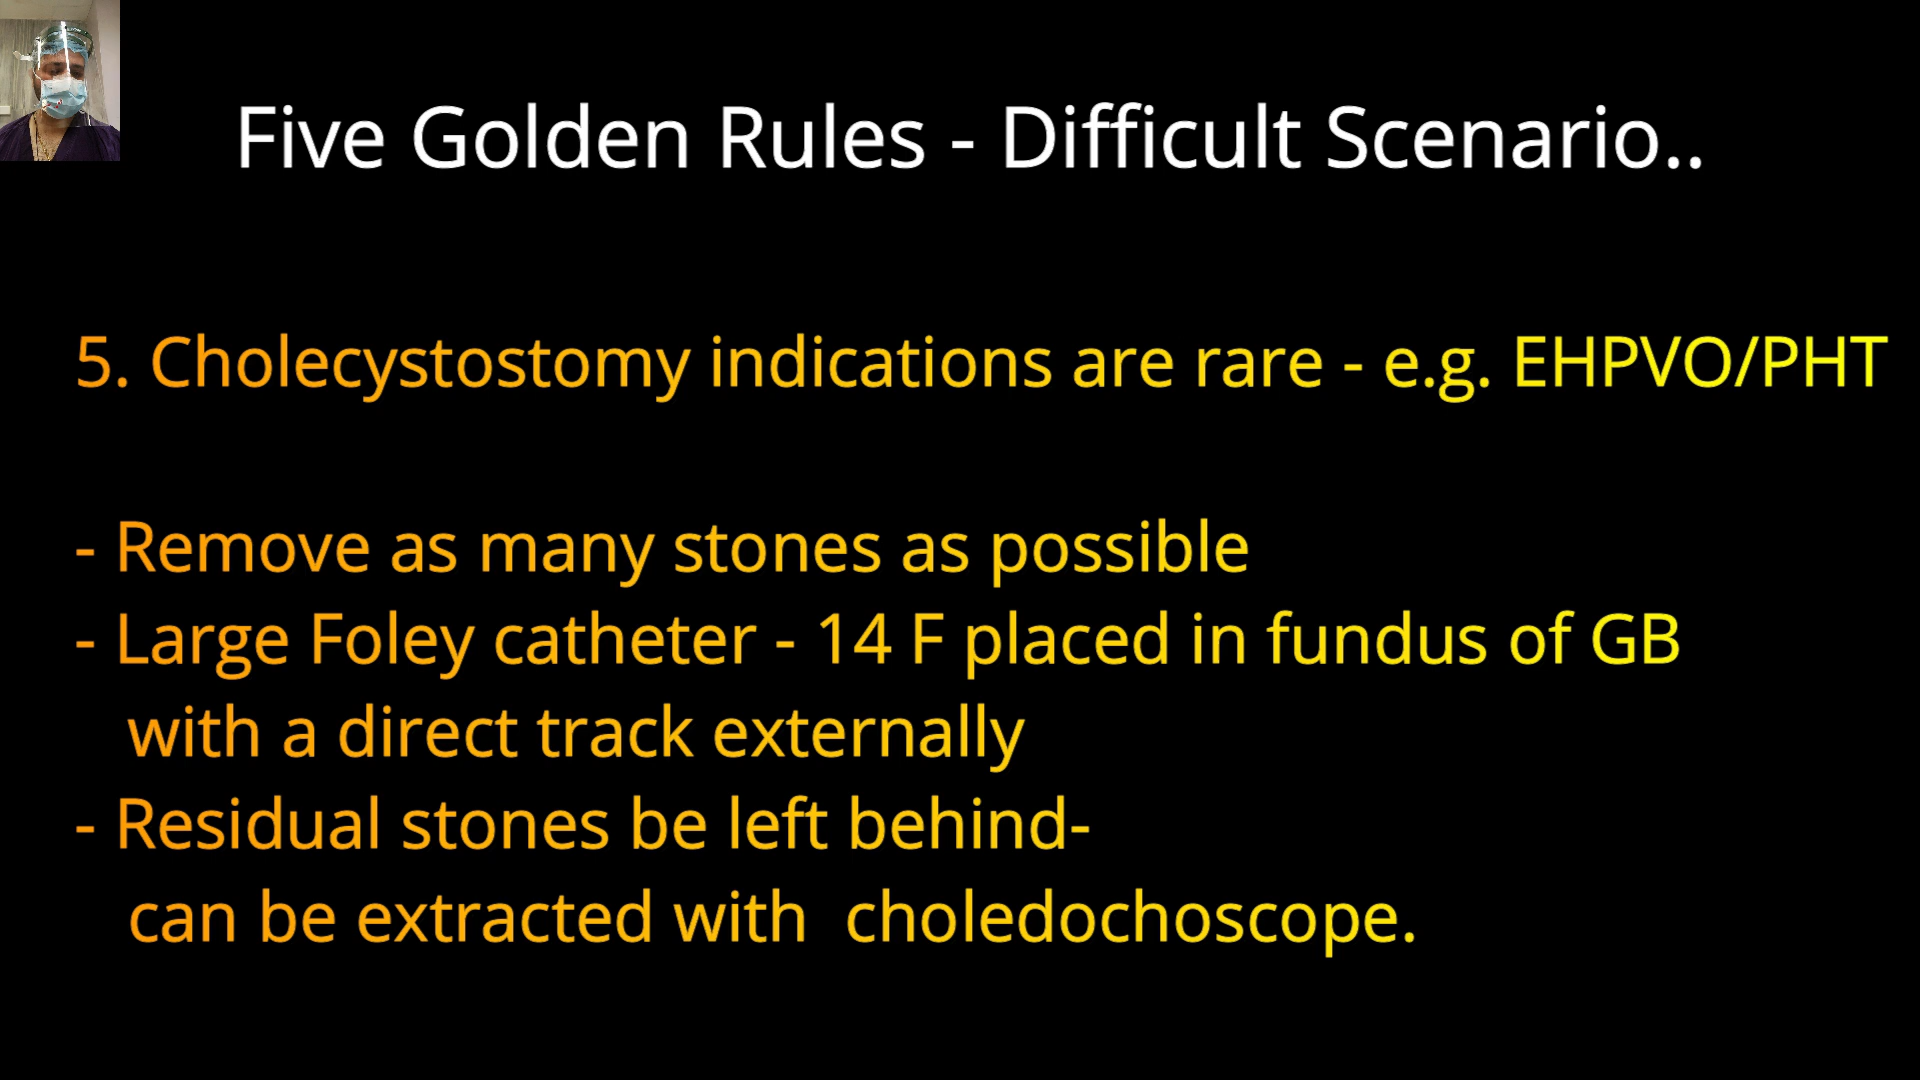 Five Golden Rules - Difficult Scenario..
5. Cholecystostomy indications are rare - e.g. EHPVO/PHT
- Remove as many stones as possible
- Large Foley catheter - 14 F placed in fundus of GB
with a direct track externally
- Residual stones be left behind-
can be extracted with  choledochoscope.